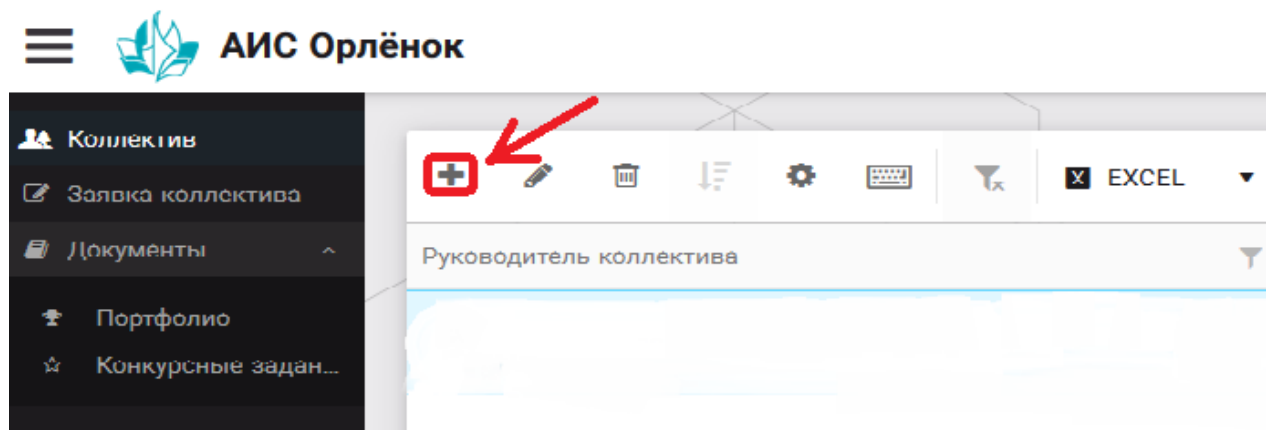 АИС Орлёнок
Коллектив
Заявка коллектива
Документы
Портфолио
Конкурсные задан...
EXCEL
Руководитель коллектива